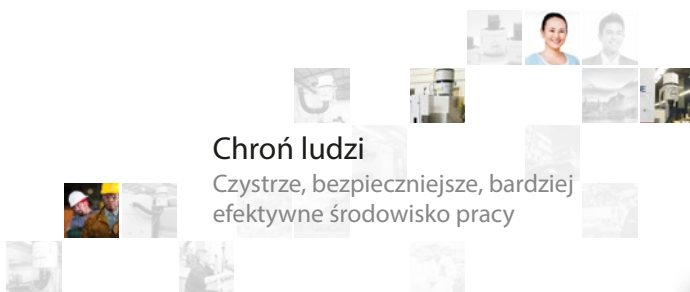 Chroń ludzi
Czystrze, bezpieczniejsze, bardziej
efektywne środowisko pracy